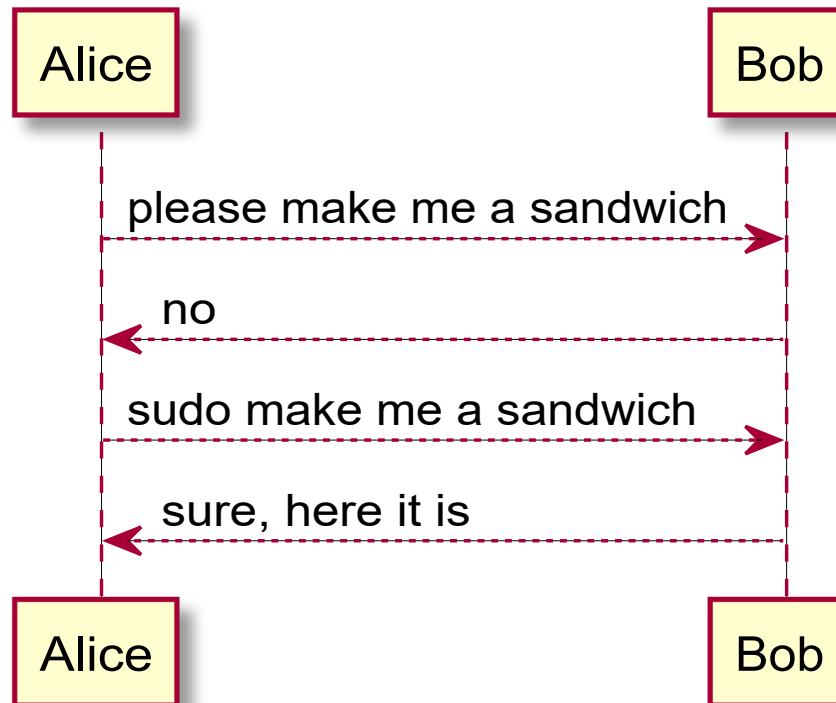 Alice Bob
please make me a sandwich
no
sudo make me a sandwich
sure, here it is
Alice Bob